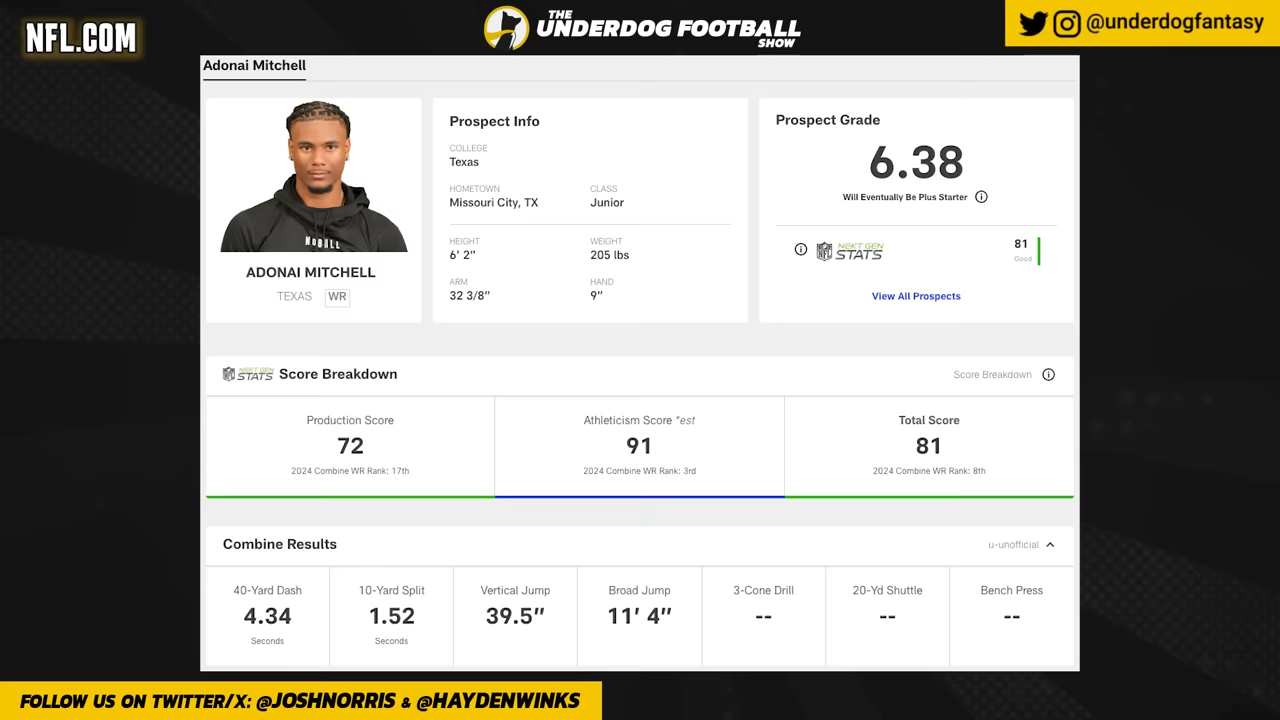 NFL.COM
THE
UNDERDOG FOOTBALL
SHOW
@underdogfantasy
Adonai Mitchell
ADONAI MITCHELL
TEXAS WR
NOBULL
Prospect Info
COLLEGE
Texas
HOMETOWN CLASS
Missouri City, TX Junior
HEIGHT WEIGHT
6' 2" 205 lbs
ARM HAND
32 3/8" 9"
Prospect Grade
6.38
Will Eventually Be Plus Starter
NFL NEXT GEN STATS 81
Good
View All Prospects
NFL NEXT GEN STATS Score Breakdown Score Breakdown
Production Score Athleticism Score *est Total Score
72 91 81
2024 Combine WR Rank: 17th 2024 Combine WR Rank: 3rd 2024 Combine WR Rank: 8th
Combine Results u-unofficial
40-Yard Dash 10-Yard Split Vertical Jump Broad Jump 3-Cone Drill 20-Yd Shuttle Bench Press
4.34 1.52 39.5" 11' 4" -- -- --
Seconds Seconds
FOLLOW US ON TWITTER/X: @JOSHNORRIS & @HAYDENWINKS